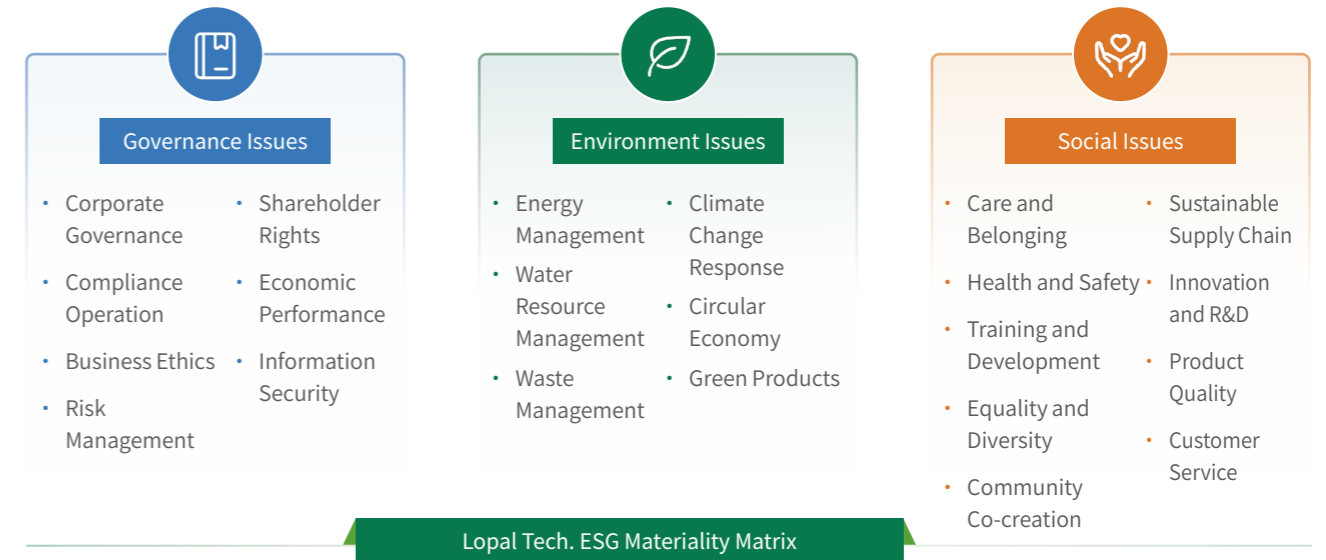 Governance Issues
Corporate
Governance
Compliance
Operation
Business Ethics
Risk
Management
Shareholder
Rights
Economic
Performance
Information
Security
Environment Issues
Energy
Management
Water
Resource
Management
Waste
Management
Climate
Change
Response
Circular
Economy
Green Products
Social Issues
Care and
Belonging
Health and Safety
Training and
Development
Equality and
Diversity
Community
Co-creation
Sustainable
Supply Chain
Innovation
and R&D
Product
Quality
Customer
Service
Lopal Tech. ESG Materiality Matrix